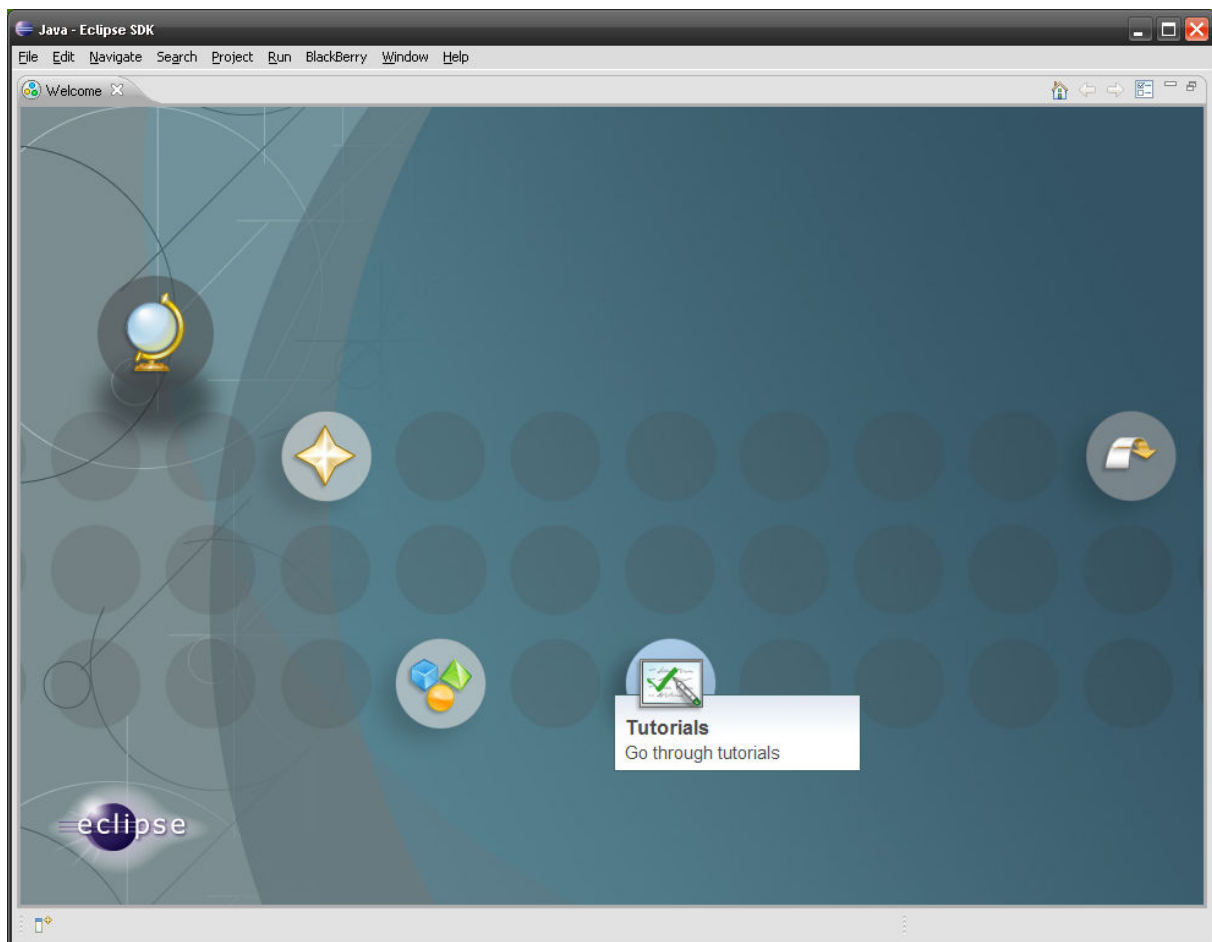 Java - Eclipse SDK
File Edit Navigate Search Project Run BlackBerry Window Help
Welcome
Tutorials
Go through tutorials
eclipse